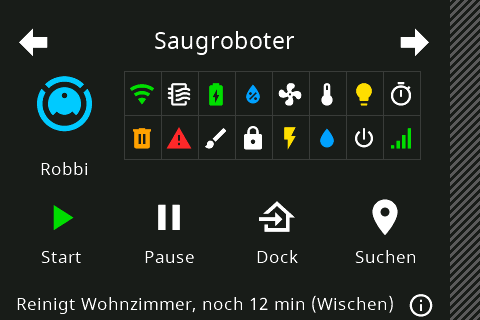 Saugroboter
Robbi
Start Pause Dock Suchen
Reinigt Wohnzimmer, noch 12 min (Wischen)